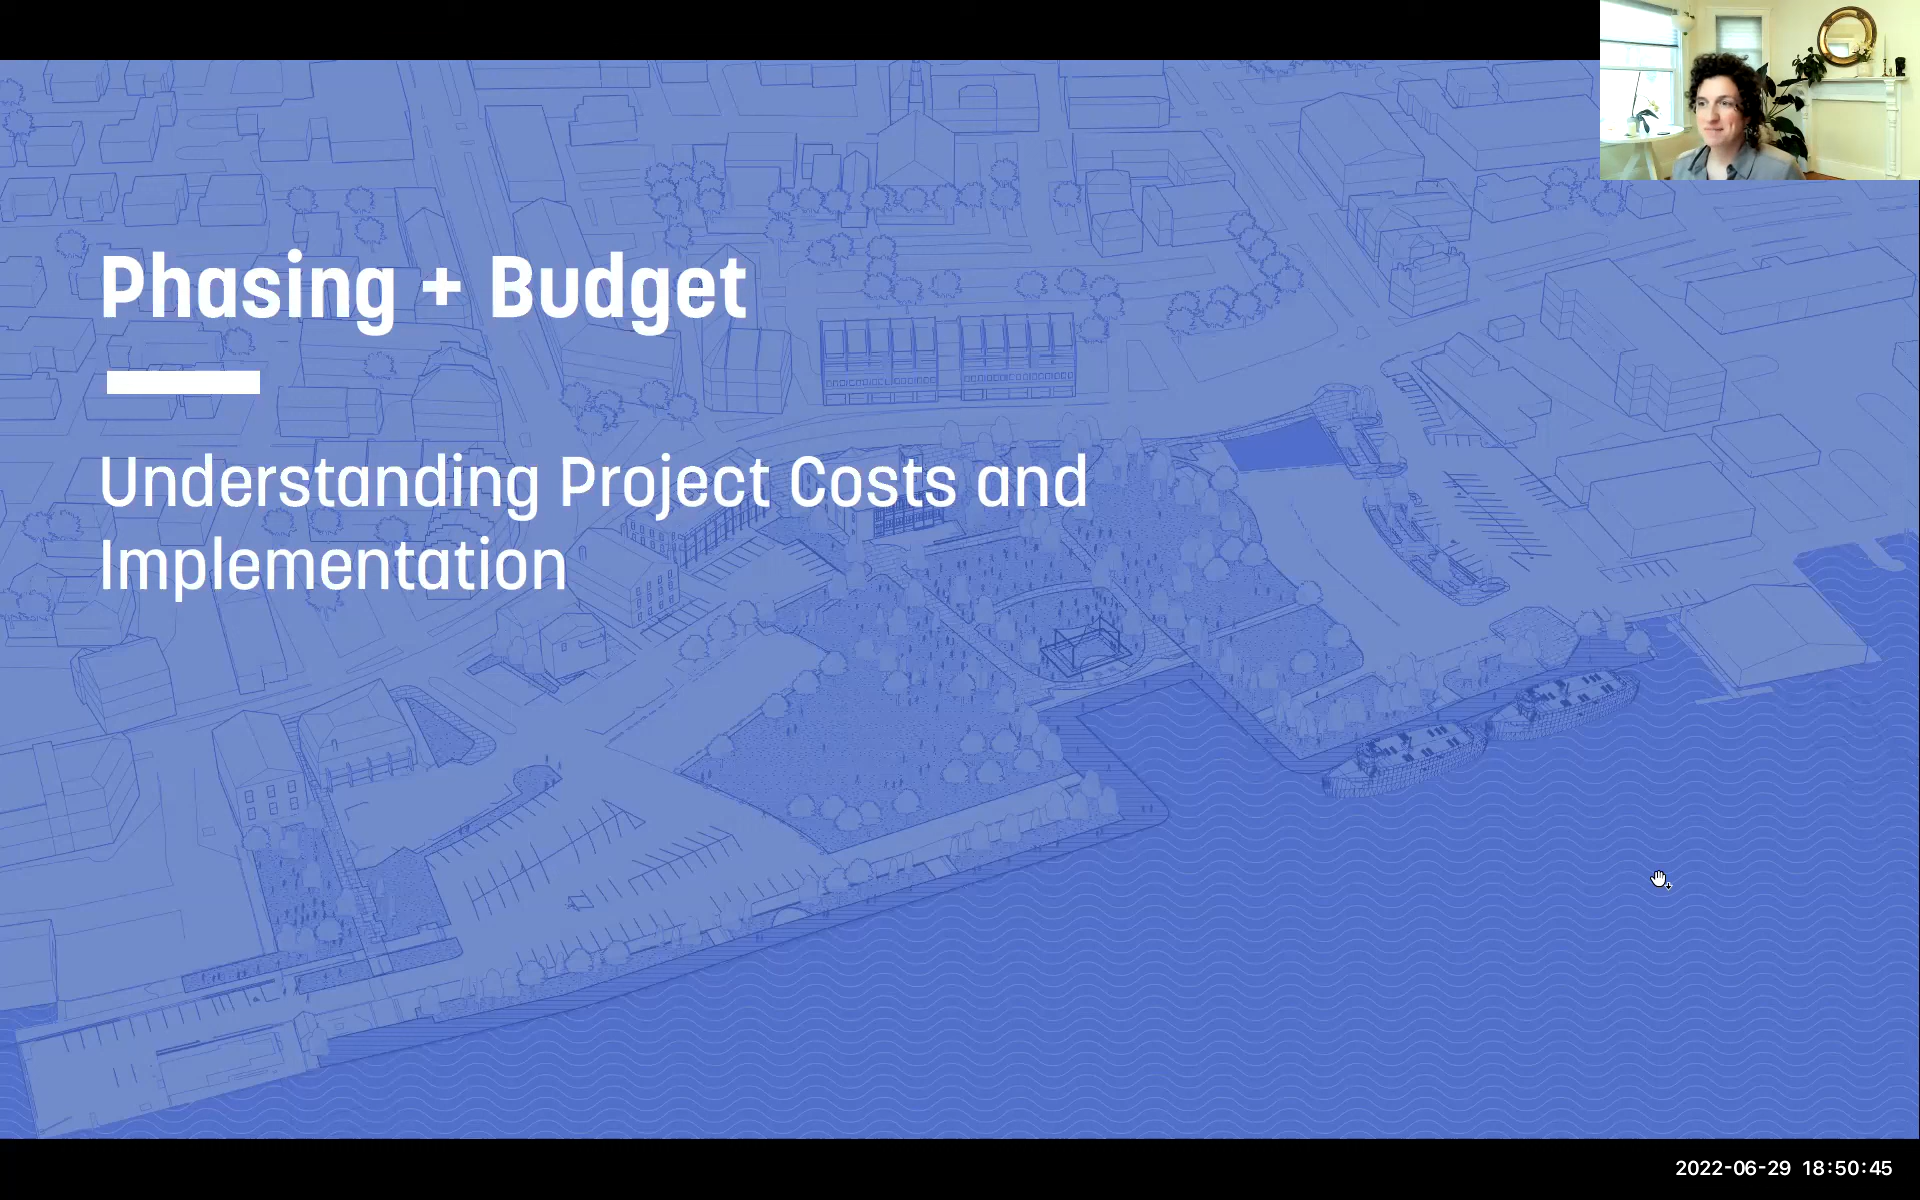 Phasing + Budget
Understanding Project Costs and
Implementation
2022-06-29 18:50:45